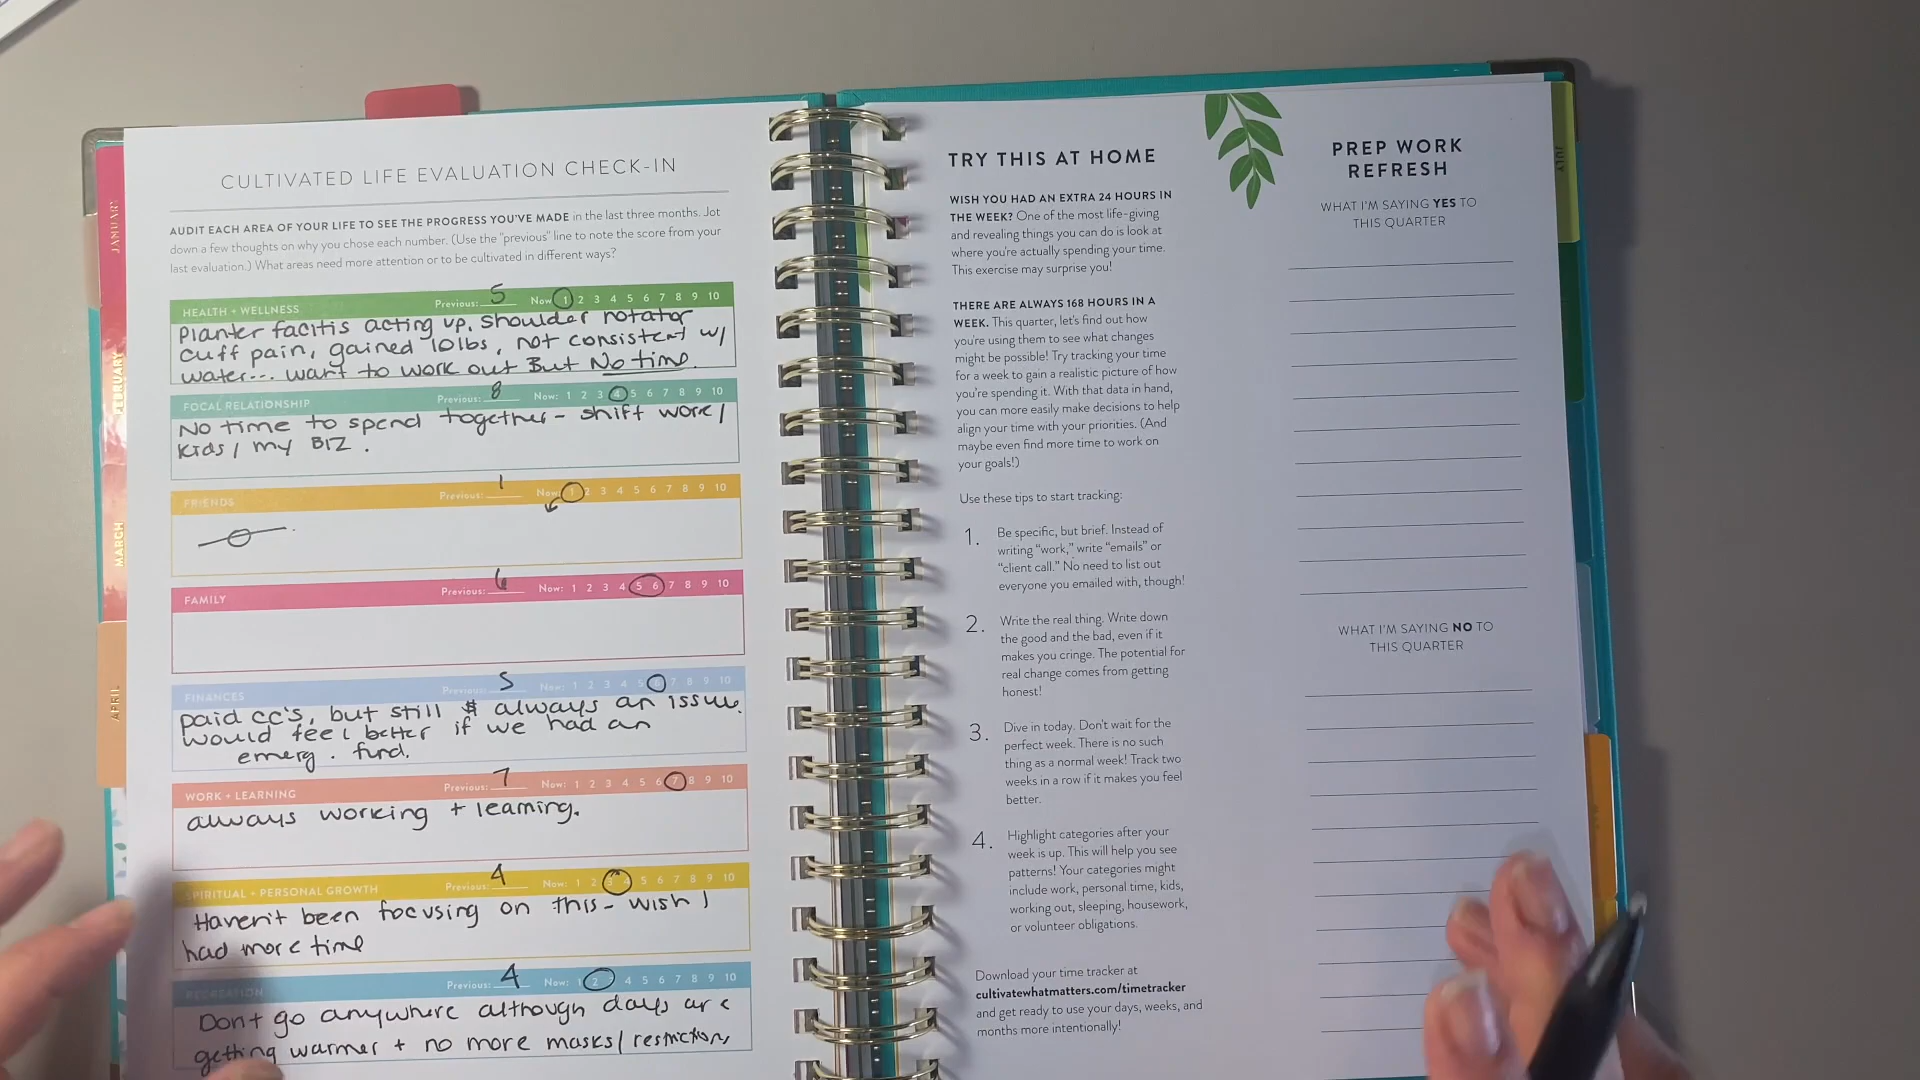 CULTIVATED LIFE EVALUATION CHECK-IN
AUDIT EACH AREA OF YOUR LIFE TO SEE THE PROGRESS YOU'VE MADE in the last three months. Jot
down a few thoughts on why you chose each number. (Use the "previous" line to note the score from your
last evaluation.) What areas need more attention or to be cultivated in different ways?
HEALTH + WELLNESS Previous: 5 Now: 1 2 3 4 5 6 7 8 9 10
Planter facitis acting up, shoulder rotator
cuff pain, gained 10lbs, not consistent w/
water... want to work out But No time.
FOCAL RELATIONSHIP Previous: 8 Now: 1 2 3 4 5 6 7 8 9 10
No time to spend together - shift work /
kids / my BIZ.
FRIENDS Previous: 1 Now: 1 2 3 4 5 6 7 8 9 10
FAMILY Previous: 6 Now: 1 2 3 4 5 6 7 8 9 10
FINANCES Previous: 5 Now: 1 2 3 4 5 6 7 8 9 10
paid cc's, but still $ always an issue.
would feel better if we had an
emerg. fund.
WORK + LEARNING Previous: 7 Now: 1 2 3 4 5 6 7 8 9 10
always working + learning.
SPIRITUAL + PERSONAL GROWTH Previous: 4 Now: 1 2 3 4 5 6 7 8 9 10
Haven't been focusing on this - wish I
had more time
RECREATION Previous: 4 Now: 1 2 4 5 6 7 8 9 10
Don't go anywhere although days are
getting warmer + no more masks/restrictions
JANUARY
FEBRUARY
MARCH
APRIL
TRY THIS AT HOME
WISH YOU HAD AN EXTRA 24 HOURS IN
THE WEEK? One of the most life-giving
and revealing things you can do is look at
where you're actually spending your time.
This exercise may surprise you!
THERE ARE ALWAYS 168 HOURS IN A
WEEK. This quarter, let's find out how
you're using them to see what changes
might be possible! Try tracking your time
for a week to gain a realistic picture of how
you're spending it. With that data in hand,
you can more easily make decisions to help
align your time with your priorities. (And
maybe even find more time to work on
your goals!)
Use these tips to start tracking:
1. Be specific, but brief. Instead of
writing "work," write "emails" or
"client call." No need to list out
everyone you emailed with, though!
2. Write the real thing. Write down
the good and the bad, even if it
makes you cringe. The potential for
real change comes from getting
honest!
3. Dive in today. Don't wait for the
perfect week. There is no such
thing as a normal week! Track two
weeks in a row if it makes you feel
better.
4. Highlight categories after your
week is up. This will help you see
patterns! Your categories might
include work, personal time, kids,
working out, sleeping, housework,
or volunteer obligations.
Download your time tracker at
cultivatewhatmatters.com/timetracker
and get ready to use your days, weeks, and
months more intentionally!
PREP WORK
REFRESH
WHAT I'M SAYING YES TO
THIS QUARTER
WHAT I'M SAYING NO TO
THIS QUARTER
JULY